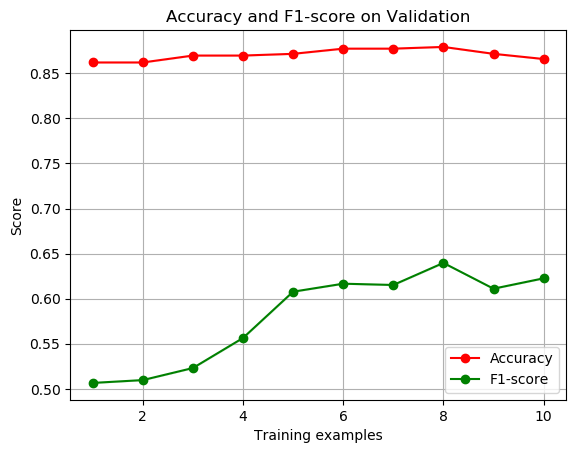 Accuracy and F1-score on Validation
0.85
0.80
0.75
0.70
0.65
0.60
0.55
0.50
Score
2
4
6
8
10
Training examples
Accuracy
F1-score